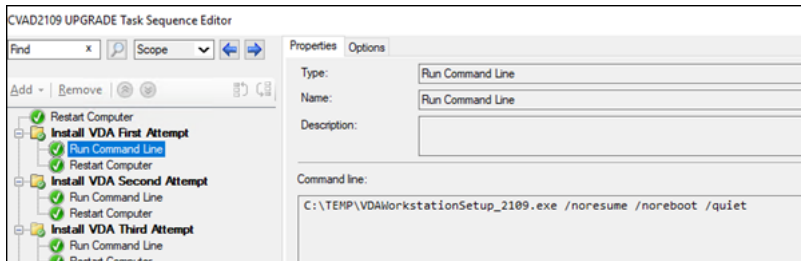 CVAD2109 UPGRADE Task Sequence Editor
Find x Scope
Properties Options
Add Remove
Type: Run Command Line
Name: Run Command Line
Description:
Restart Computer
Install VDA First Attempt
Run Command Line
Restart Computer
Install VDA Second Attempt
Run Command Line
Restart Computer
Install VDA Third Attempt
Run Command Line
Restart Computer
Command line:
C:\TEMP\VDAWorkstationSetup_2109.exe /noresume /noreboot /quiet